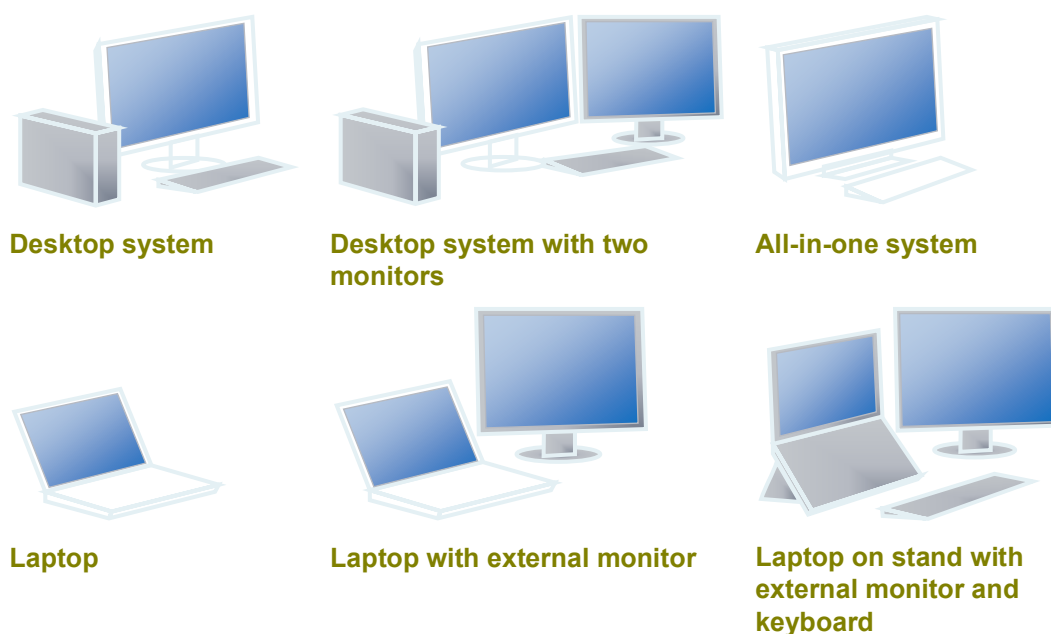 Desktop system
Desktop system with two
monitors
All-in-one system
Laptop
Laptop with external monitor
Laptop on stand with
external monitor and
keyboard